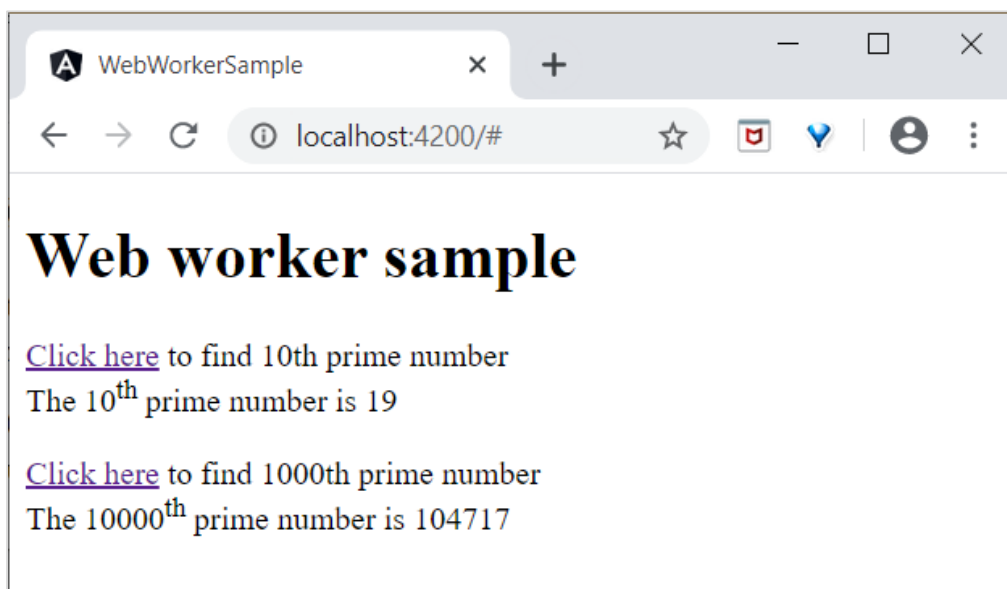 WebWorkerSample
localhost:4200/#
Web worker sample
Click here to find 10th prime number
The 10th prime number is 19
Click here to find 1000th prime number
The 10000th prime number is 104717